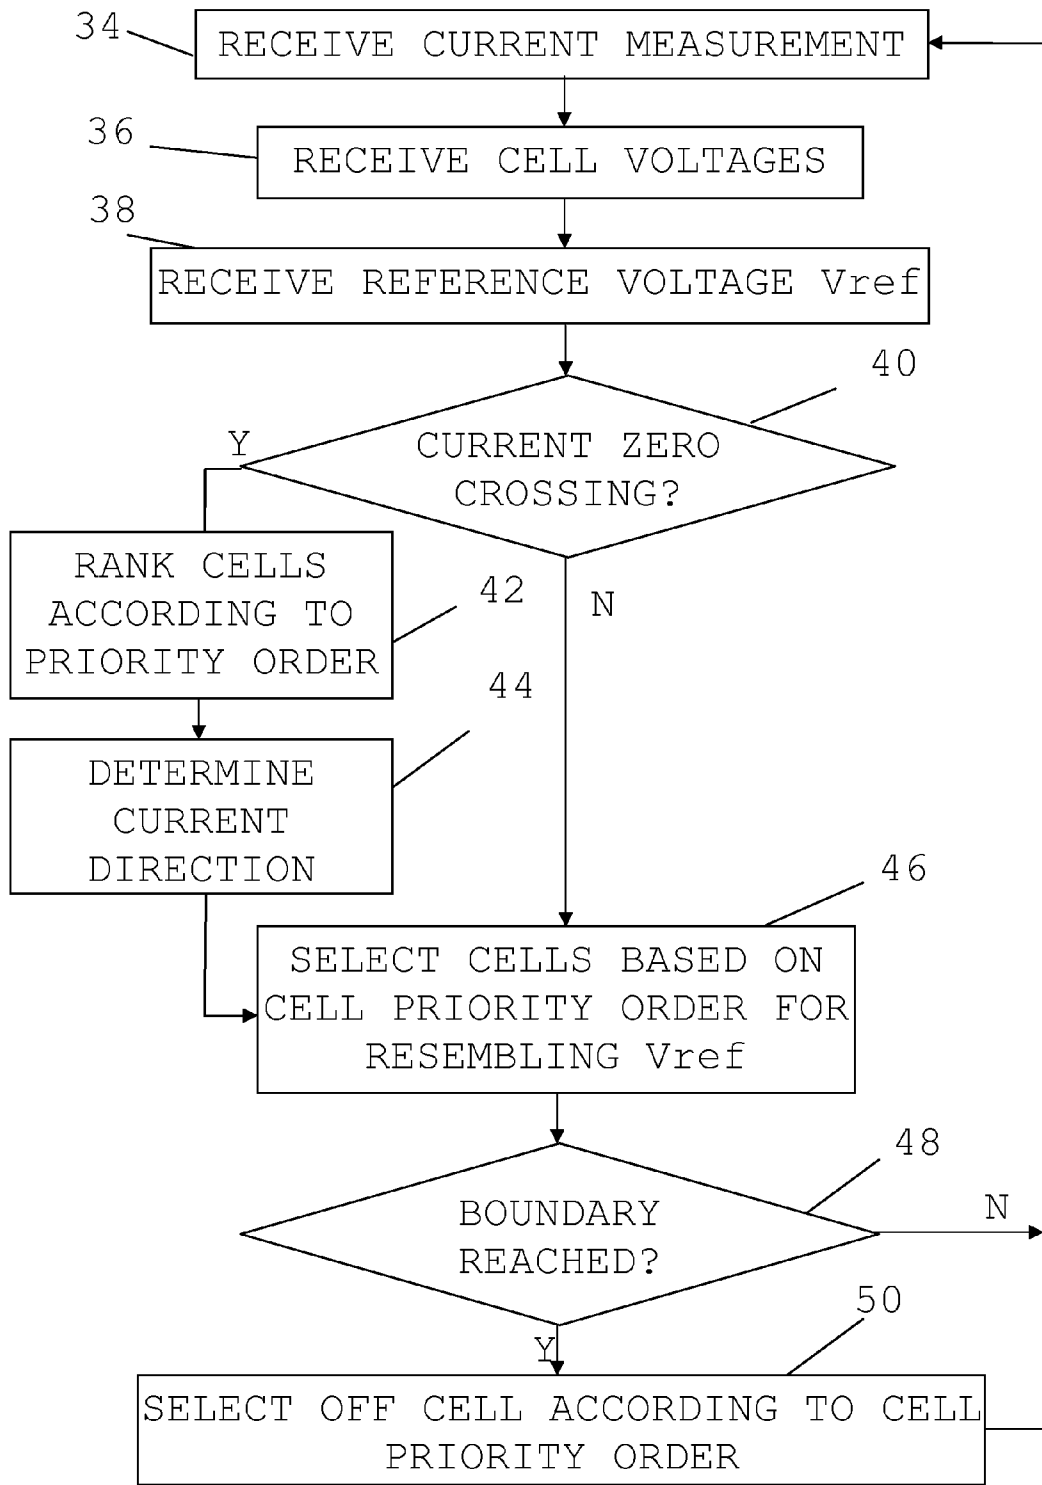 34
RECEIVE CURRENT MEASUREMENT
36
RECEIVE CELL VOLTAGES
38
RECEIVE REFERENCE VOLTAGE Vref
40
CURRENT ZERO
CROSSING?
Y
N
RANK CELLS
ACCORDING TO
PRIORITY ORDER
42
44
DETERMINE
CURRENT
DIRECTION
46
SELECT CELLS BASED ON
CELL PRIORITY ORDER FOR
RESEMBLING Vref
48
BOUNDARY
REACHED?
N
Y
50
SELECT OFF CELL ACCORDING TO CELL
PRIORITY ORDER